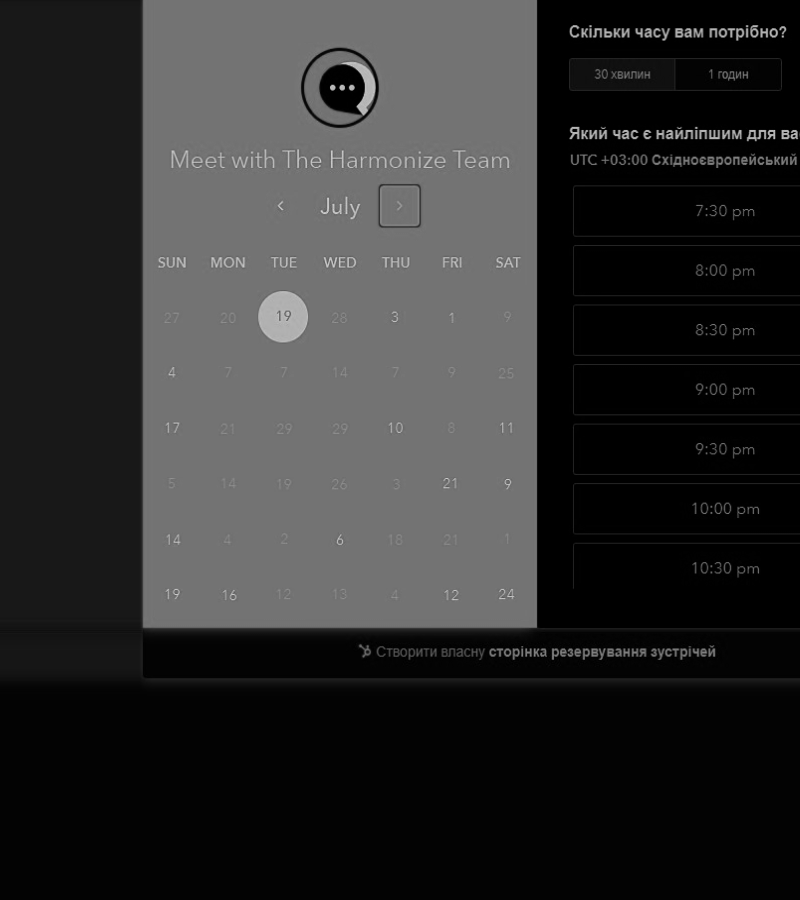 Meet with The Harmonize Team
July
SUN MON TUE WED THU FRI SAT
27 20 19 28 3 1 9
4 7 7 14 7 9 25
17 21 29 29 10 8 11
5 14 19 26 3 21 9
14 4 2 6 18 21 1
19 16 12 13 4 12 24
Скільки часу вам потрібно?
30 хвилин 1 годин
Який час є найліпшим для
UTC +03:00 Східноєвропейський
7:30 pm
8:00 pm
8:30 pm
9:00 pm
9:30 pm
10:00 pm
10:30 pm
Створити власну сторінка резервування зустрічей